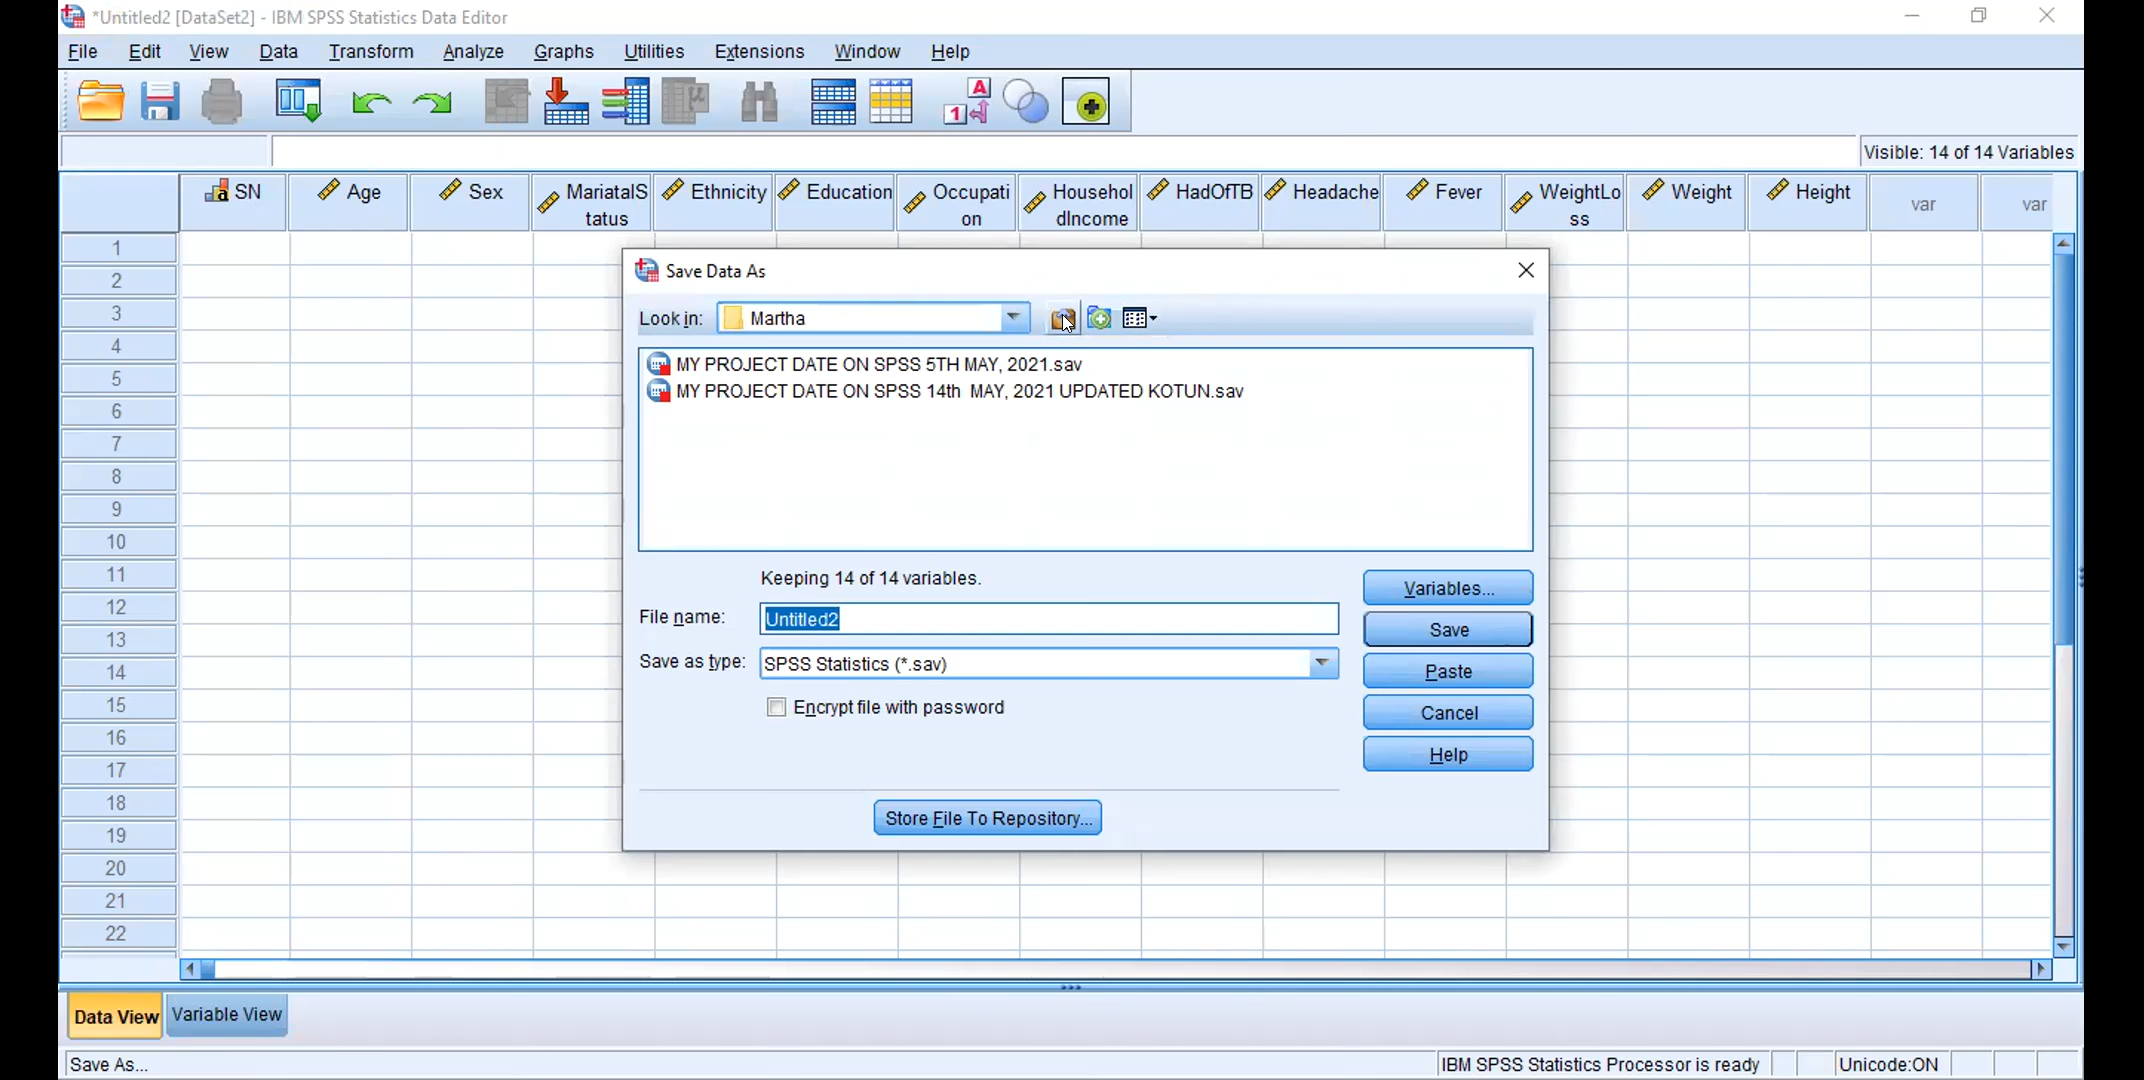 *Untitled2 [DataSet2] - IBM SPSS Statistics Data Editor
File Edit View Data Transform Analyze Graphs Utilities Extensions Window Help
Visible: 14 of 14 Variables
SN Age Sex MariatalS Ethnicity Education Occupati Househol HadOfTB Headache Fever WeightLo Weight Height var var
tatus on dIncome ss
1
2
3
4
5
6
7
8
9
10
11
12
13
14
15
16
17
18
19
20
21
22
Save Data As
Look in: Martha
MY PROJECT DATE ON SPSS 5TH MAY, 2021.sav
MY PROJECT DATE ON SPSS 14th MAY, 2021 UPDATED KOTUN.sav
Keeping 14 of 14 variables.
Variables...
File name: Untitled2
Save
Save as type: SPSS Statistics (*.sav)
Paste
Encrypt file with password
Cancel
Help
Store File To Repository...
Data View Variable View
Save As... IBM SPSS Statistics Processor is ready Unicode:ON